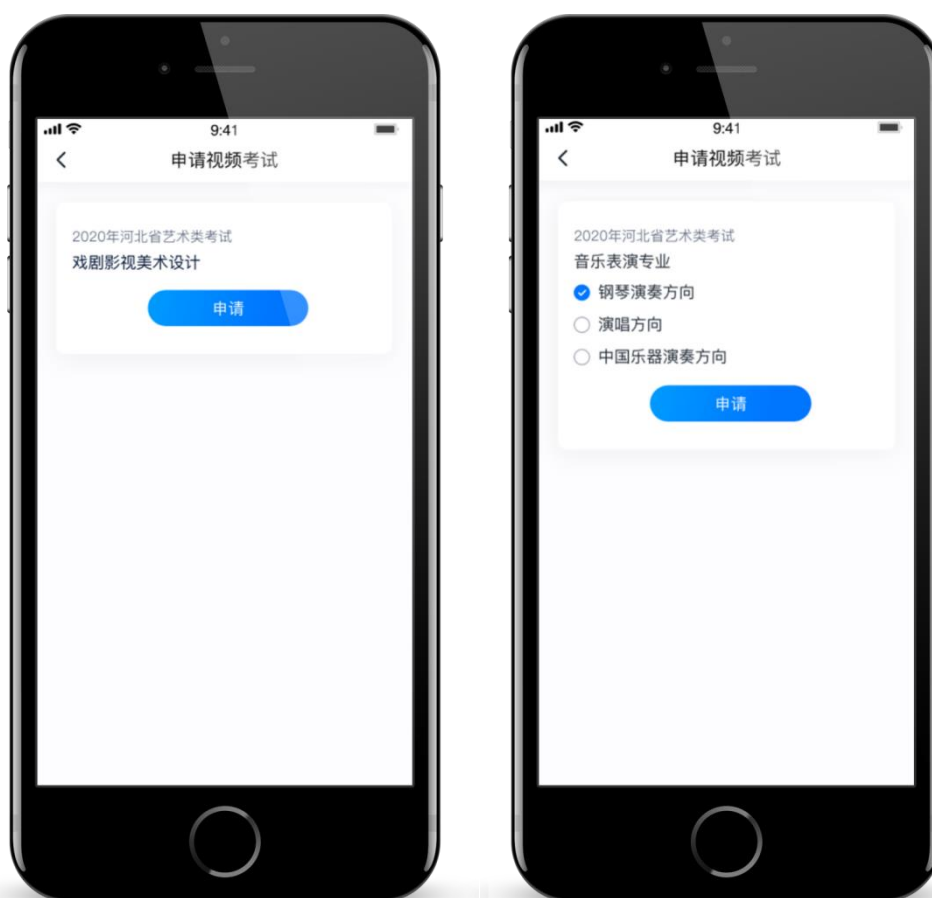 9:41
申请视频考试
2020年河北省艺术类考试
戏剧影视美术设计
申请
9:41
申请视频考试
2020年河北省艺术类考试
音乐表演专业
钢琴演奏方向
演唱方向
中国乐器演奏方向
申请